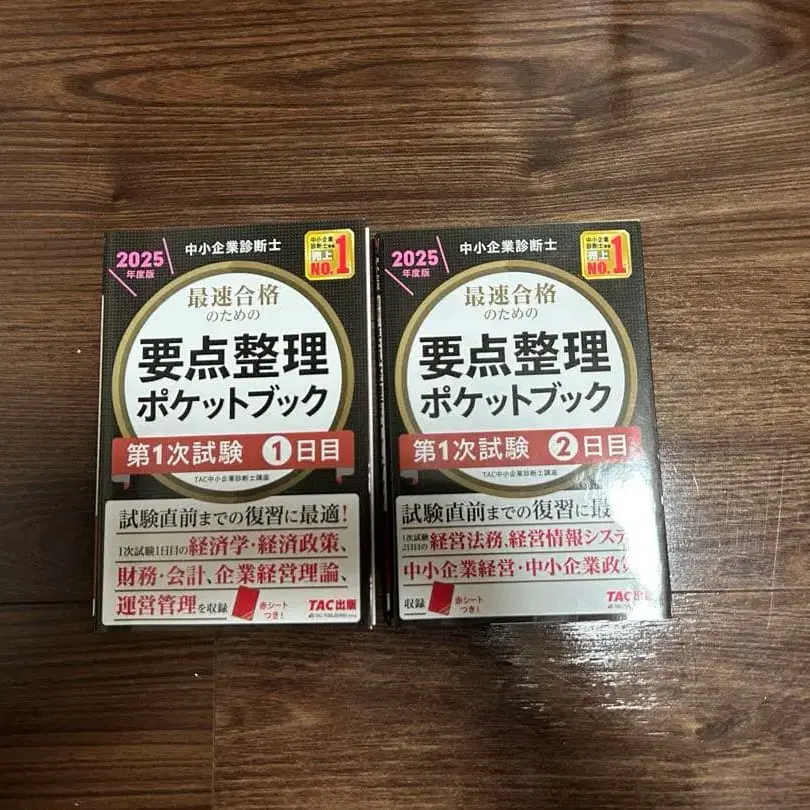 2025
年度版
中小企業診断士
中小企業
診断士
売上
NO.1
最速合格
のための
要点整理
ポケットブック
第1次試験 ①日目
TAC中小企業診断士講座
試験直前までの復習に最適!
1次試験1日目の経済学・経済政策、
財務・会計、企業経営理論、
運営管理を収録
赤シート
つき!
TAC出版
2025
年度版
中小企業診断士
中小企業
診断士
売上
NO.1
最速合格
のための
要点整理
ポケットブック
第1次試験 ②日目
TAC中小企業診断士講座
試験直前までの復習に最
1次試験
2日目の経営法務、経営情報システ
中小企業経営・中小企業政
収録
赤シート
つき!
TAC出版